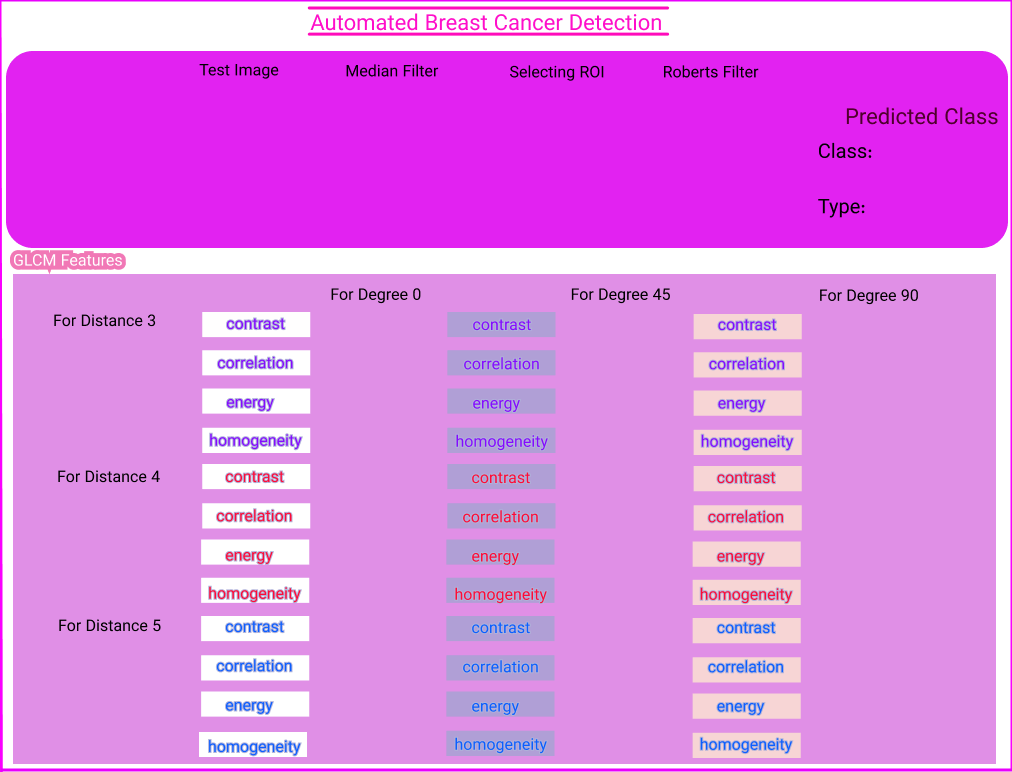 Automated Breast Cancer Detection
Test Image Median Filter Selecting ROI Roberts Filter
Predicted Class
Class:
Type:
GLCM Features
For Degree 0 For Degree 45 For Degree 90
For Distance 3 contrast contrast contrast
correlation correlation correlation
energy energy energy
homogeneity homogeneity homogeneity
For Distance 4 contrast contrast contrast
correlation correlation correlation
energy energy energy
homogeneity homogeneity homogeneity
For Distance 5 contrast contrast contrast
correlation correlation correlation
energy energy energy
homogeneity homogeneity homogeneity